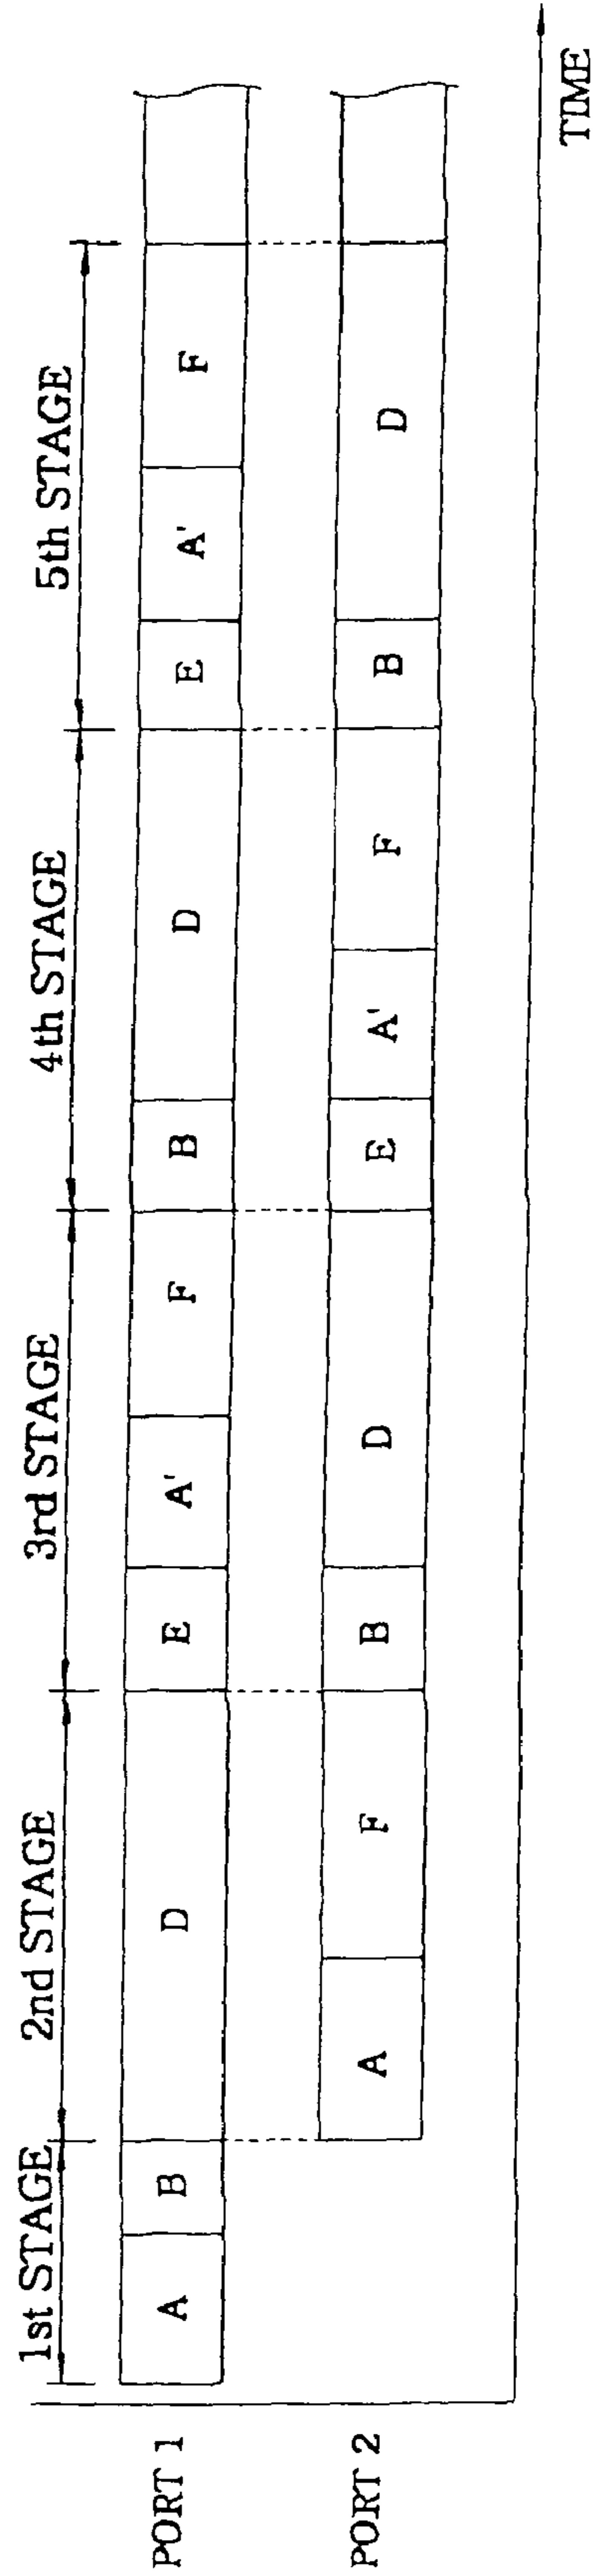 1st STAGE
2nd STAGE
3rd STAGE
4th STAGE
5th STAGE
PORT 1
A
B
D
E
A'
F
B
D
E
A'
F
PORT 2
A
F
B
D
E
A'
F
B
D
TIME